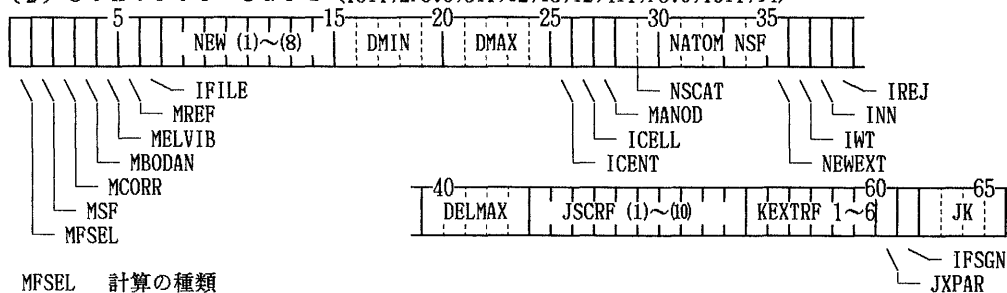 5 10 15 20 25 30 35
NEW (1)～(8) DMIN DMAX NATOM NSF
IFILE NSCAT IREJ
MREF MANOD INN
MELVIB ICELL IWT
MBODAN ICENT NEWEXT
MCORR
40 60 65
MSF DELMAX JSCRF (1)～(10) KEXTRF 1～6 JK
MFSEL
IFSGN
MFSEL 計算の種類 JXPAR